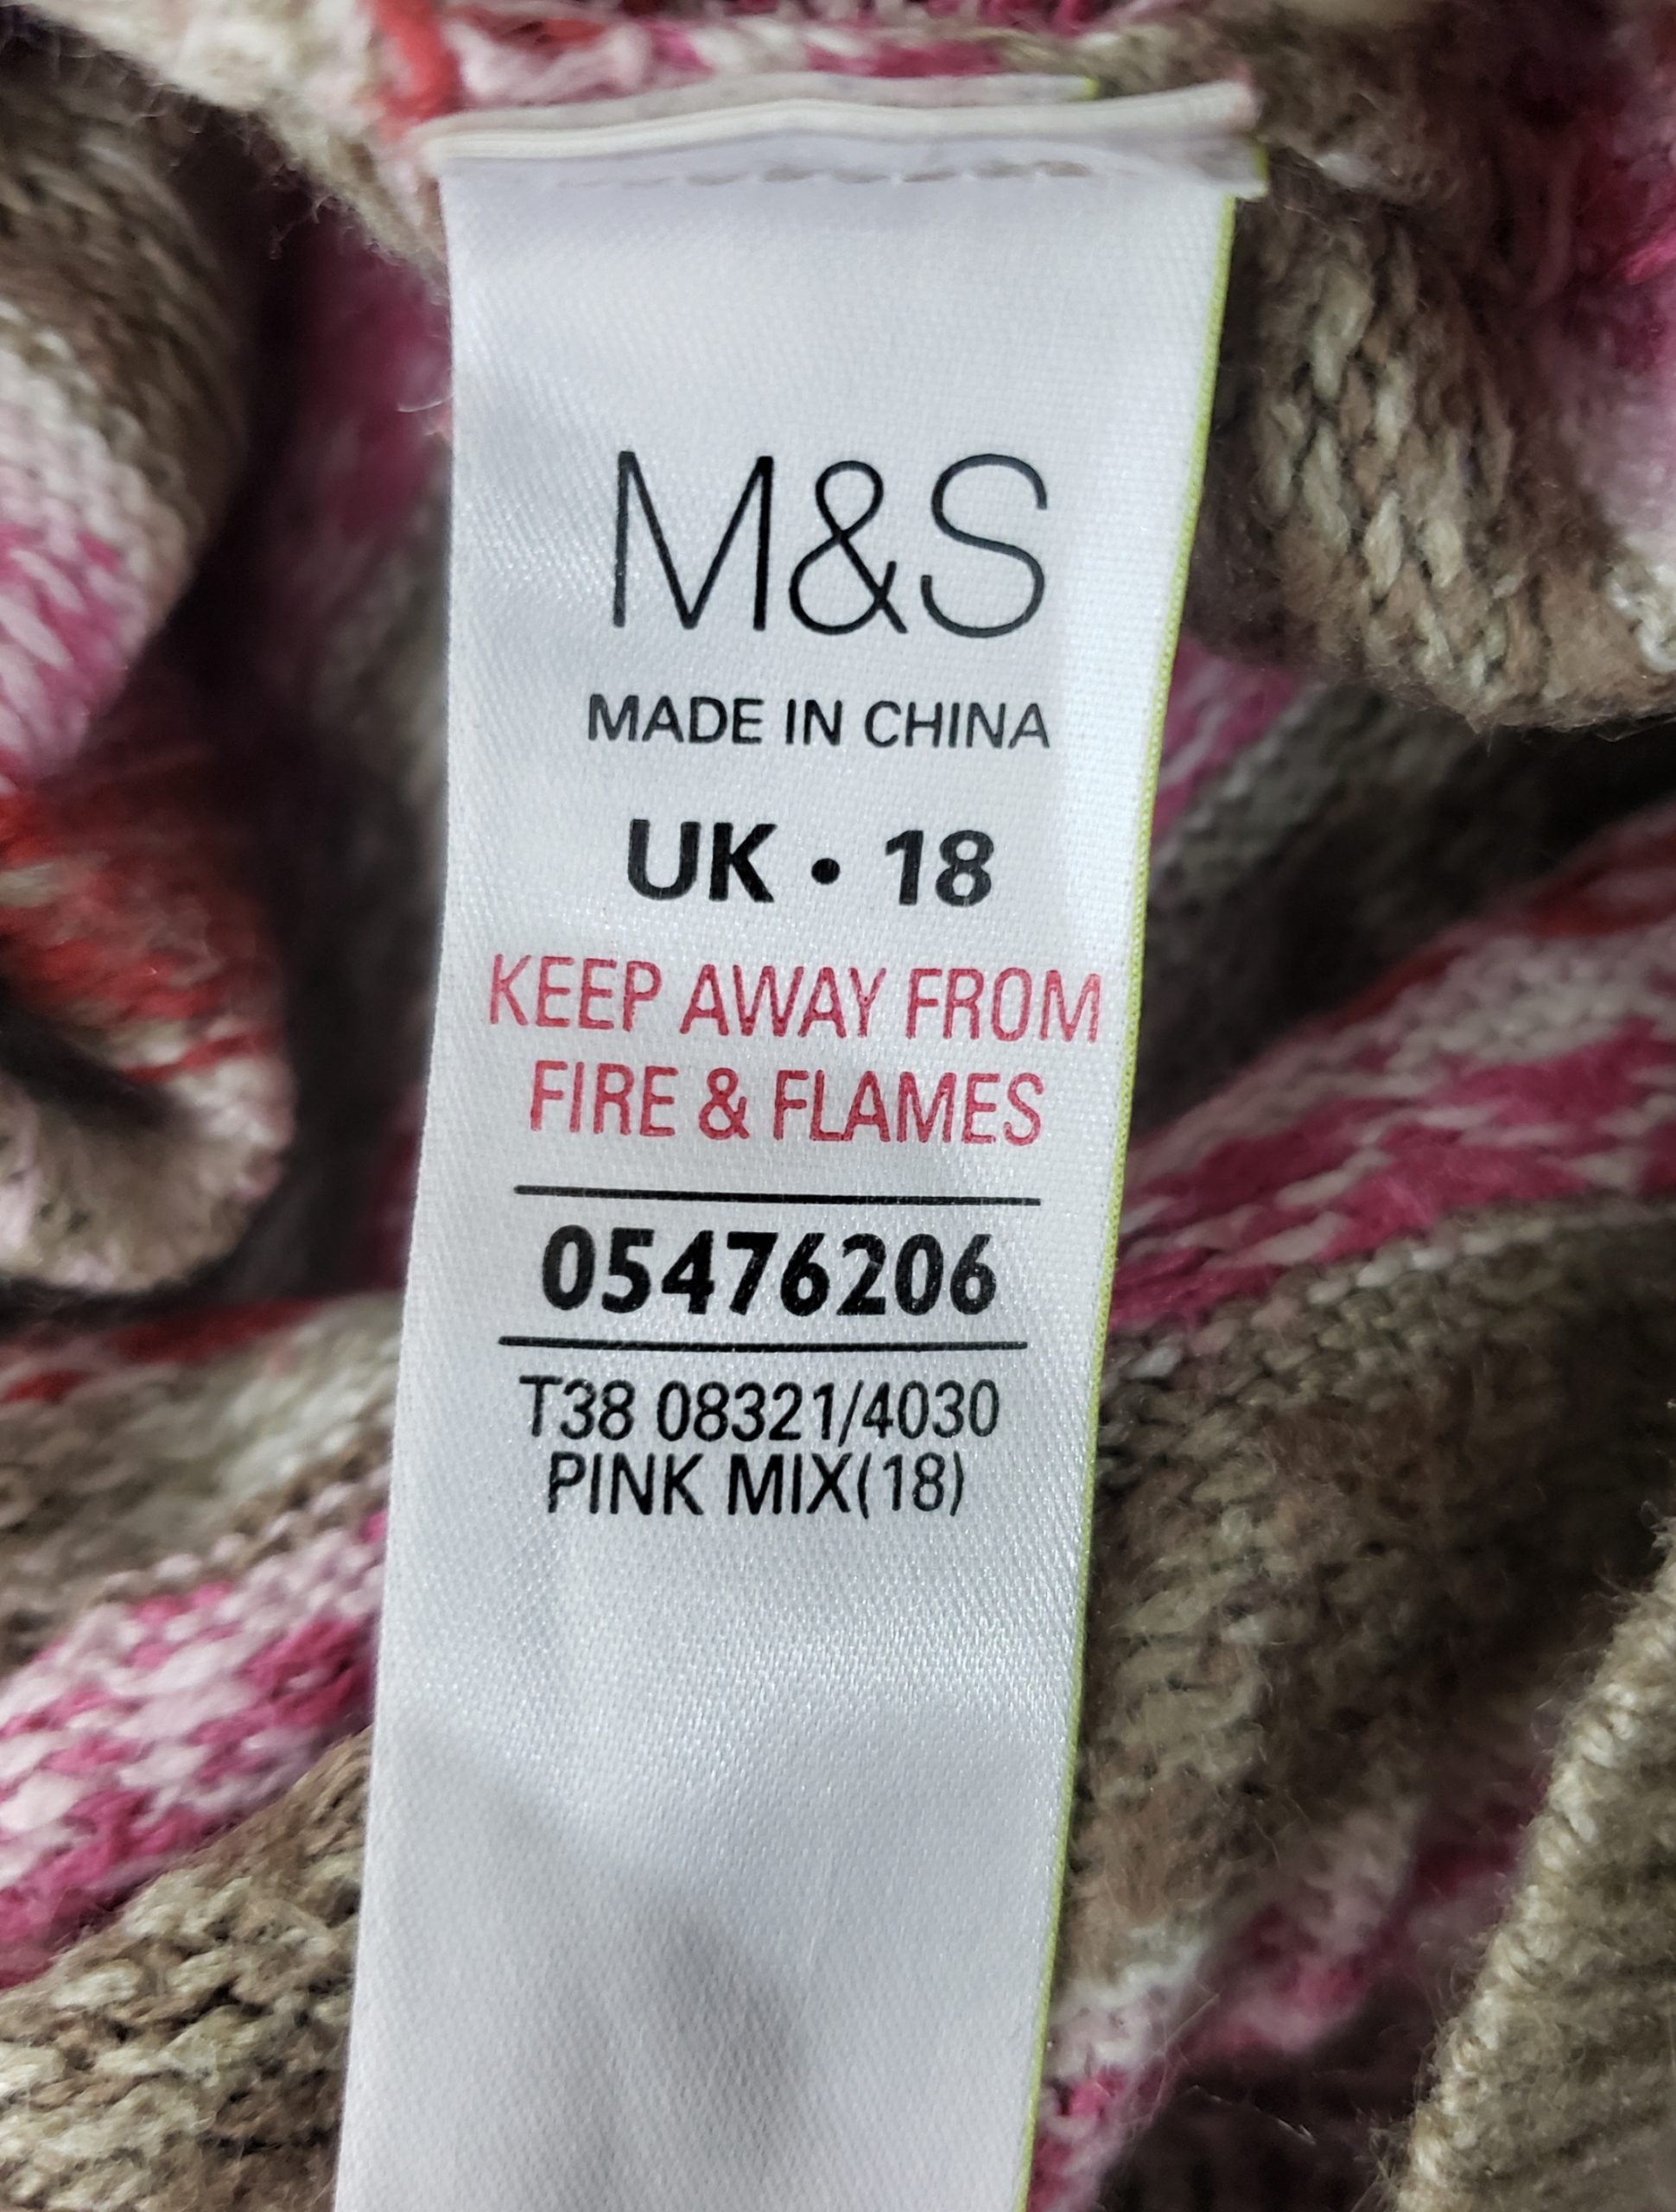 M&S
MADE IN CHINA
UK • 18
KEEP AWAY FROM
FIRE & FLAMES
05476206
T38 08321/4030
PINK MIX(18)